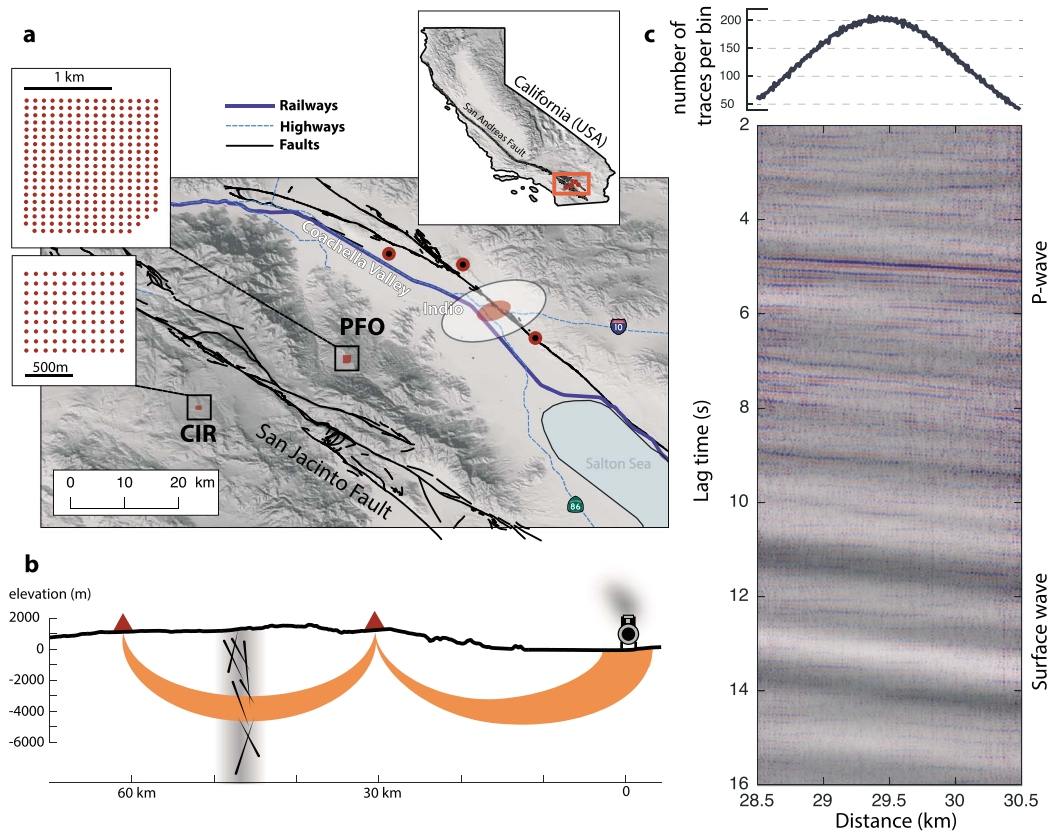 a
1 km
500m
Railways
Highways
Faults
California (USA)
San Andreas Fault
Coachella Valley
Indio
10
PFO
CIR
San Jacinto Fault
Salton Sea
86
0 10 20 km
b
elevation (m)
2000
0
-2000
-4000
-6000
60 km 30 km 0
c
number of
traces per bin
200
150
100
50
2
4
6
8
10
12
14
16
Lag time (s)
P-wave
Surface wave
28.5 29 29.5 30 30.5
Distance (km)